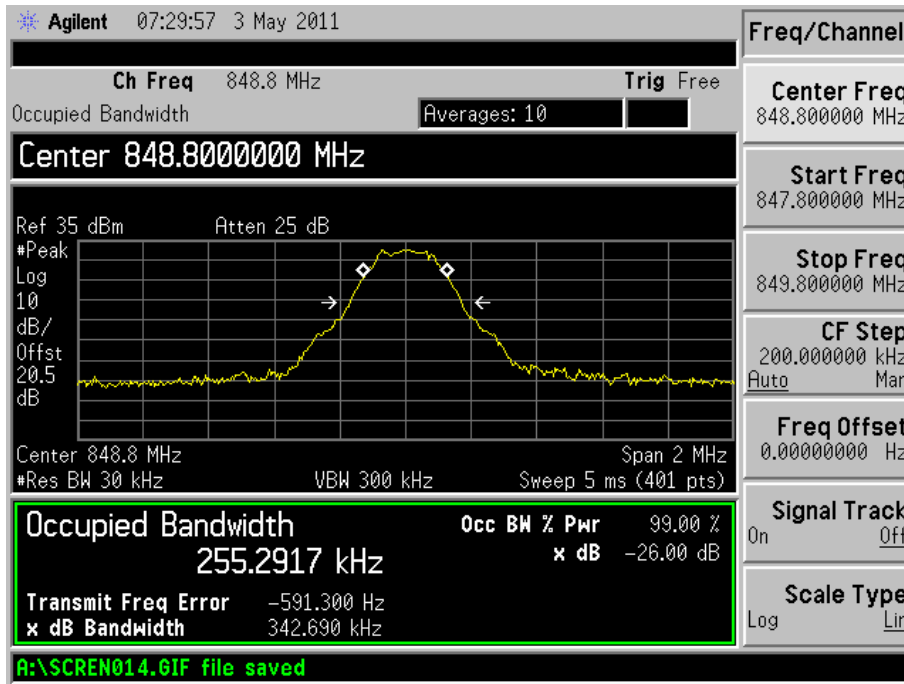 Agilent 07:29:57 3 May 2011
Ch Freq 848.8 MHz Trig Free
Occupied Bandwidth Averages: 10
Center 848.8000000 MHz
Ref 35 dBm Atten 25 dB
#Peak
Log
10
dB/
Offst
20.5
dB
Center 848.8 MHz Span 2 MHz
#Res BW 30 kHz VBW 300 kHz Sweep 5 ms (401 pts)
Occupied Bandwidth Occ BW % Pwr 99.00 %
255.2917 kHz x dB -26.00 dB
Transmit Freq Error -591.300 Hz
x dB Bandwidth 342.690 kHz
A:\SCREN014.GIF file saved
Freq/Channel
Center Freq
848.800000 MHz
Start Freq
847.800000 MHz
Stop Freq
849.800000 MHz
CF Step
200.000000 kHz
Auto Man
Freq Offset
0.00000000 Hz
Signal Track
On Off
Scale Type
Log Lin